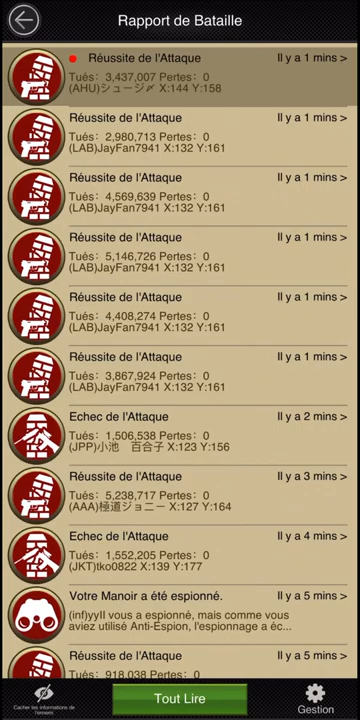 Rapport de Bataille
Réussite de l'Attaque Il y a 1 mins >
Tués: 3,437,007 Pertes: 0
(AHU)シュージ〆 X:144 Y:158
Réussite de l'Attaque Il y a 1 mins >
Tués: 2,980,713 Pertes: 0
(LAB)JayFan7941 X:132 Y:161
Réussite de l'Attaque Il y a 1 mins >
Tués: 4,569,639 Pertes: 0
(LAB)JayFan7941 X:132 Y:161
Réussite de l'Attaque Il y a 1 mins >
Tués: 5,146,726 Pertes: 0
(LAB)JayFan7941 X:132 Y:161
Réussite de l'Attaque Il y a 1 mins >
Tués: 4,408,274 Pertes: 0
(LAB)JayFan7941 X:132 Y:161
Réussite de l'Attaque Il y a 1 mins >
Tués: 3,867,924 Pertes: 0
(LAB)JayFan7941 X:132 Y:161
Echec de l'Attaque Il y a 2 mins >
Tués: 1,506,538 Pertes: 0
(JPP)小池　百合子 X:123 Y:156
Réussite de l'Attaque Il y a 3 mins >
Tués: 5,238,717 Pertes: 0
(AAA)極道ジョニー X:127 Y:164
Echec de l'Attaque Il y a 4 mins >
Tués: 1,552,205 Pertes: 0
(JKT)tko0822 X:139 Y:177
Votre Manoir a été espionné. Il y a 5 mins >
(inf)yyII vous a espionné, mais comme vous
aviez utilisé Anti-Espion, l'espionnage a éc...
Réussite de l'Attaque Il y a 5 mins >
Tués: 918,038 Pertes: 0
Cacher les informations de
l'ennemi
Tout Lire
Gestion